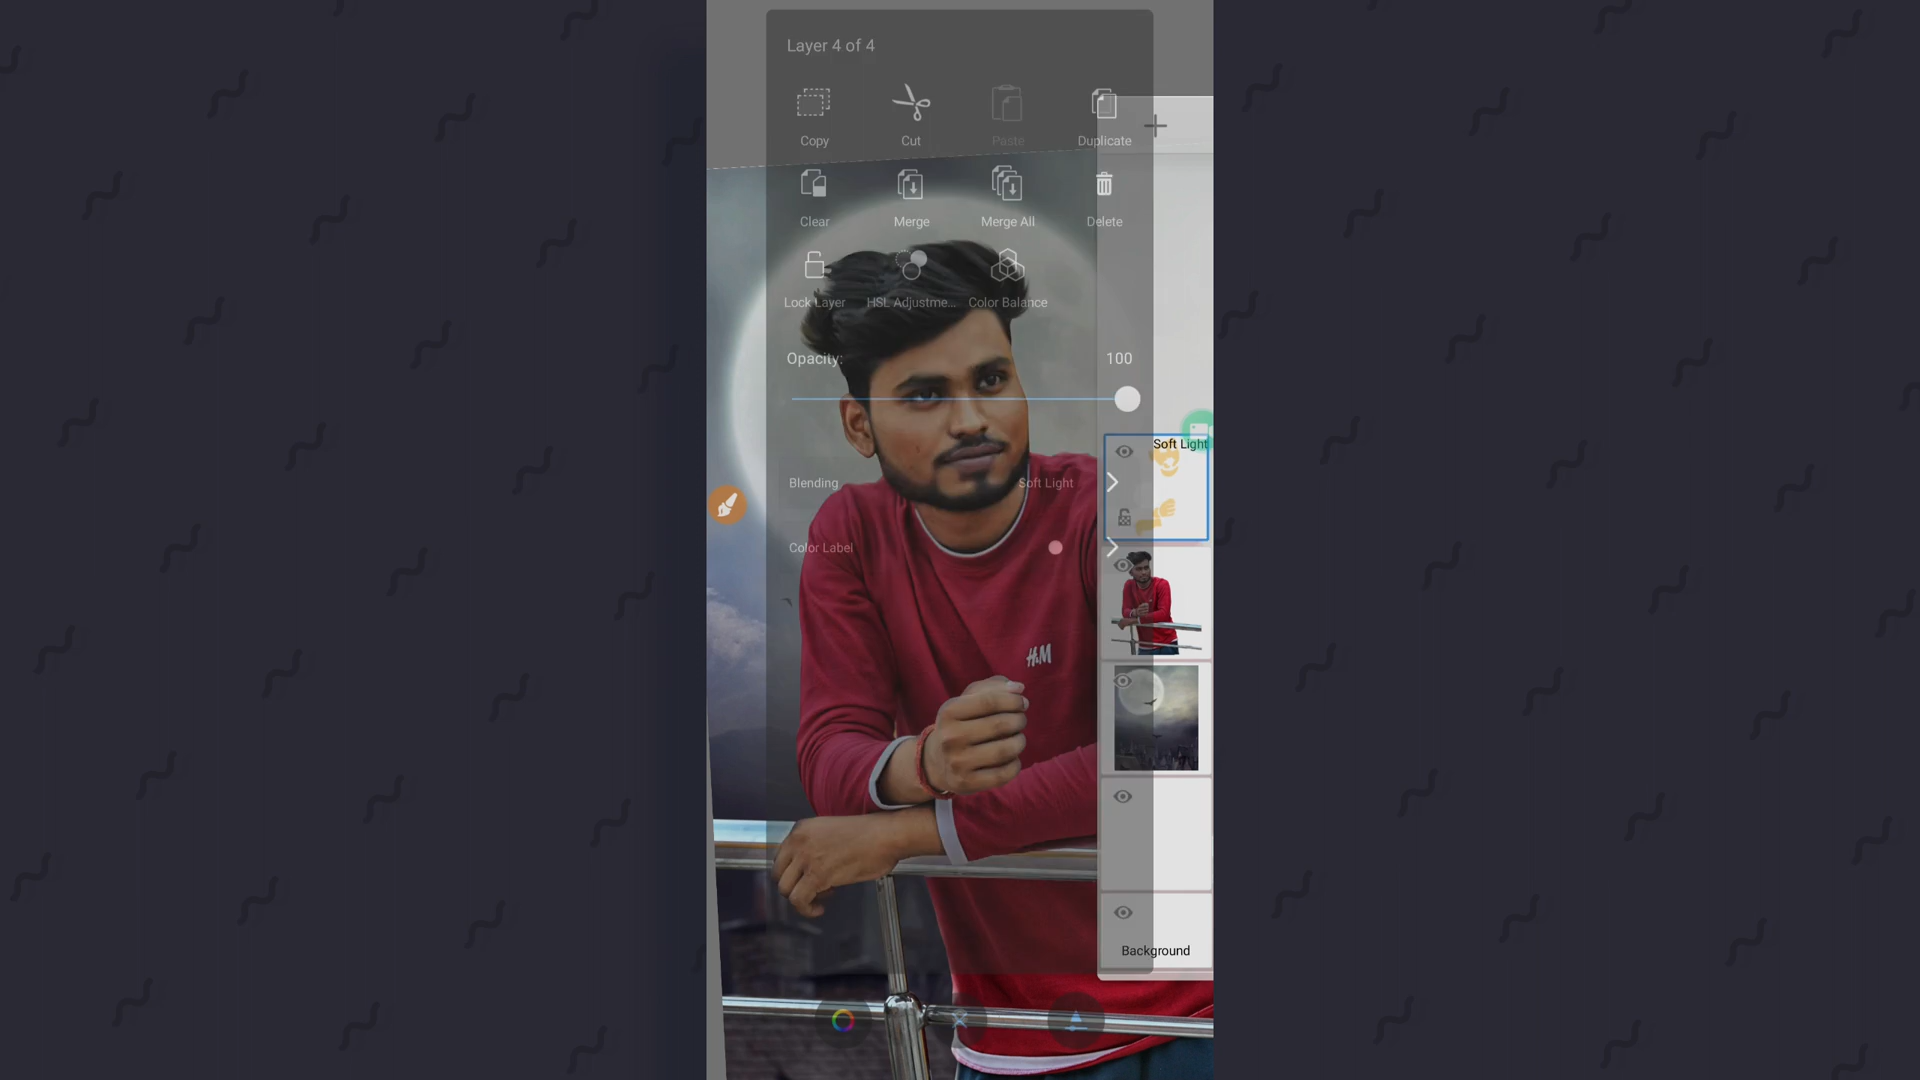 Layer 4 of 4
Copy Cut Paste Duplicate
Clear Merge Merge All Delete
Lock Layer HSL Adjustme... Color Balance
Opacity: 100
Soft Light
Blending Soft Light
Color Label
H&M
Background